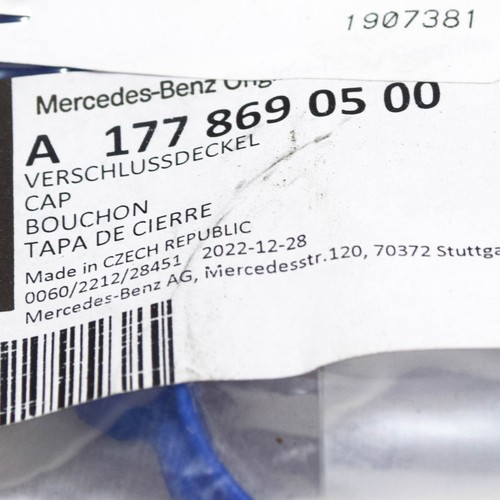 1907381
Mercedes-Benz
A 177 869 05 00
VERSCHLUSSDECKEL
CAP
BOUCHON
TAPA DE CIERRE
Made in CZECH REPUBLIC
0060/2212/28451 2022-12-28
Mercedes-Benz AG, Mercedesstr.120, 70372